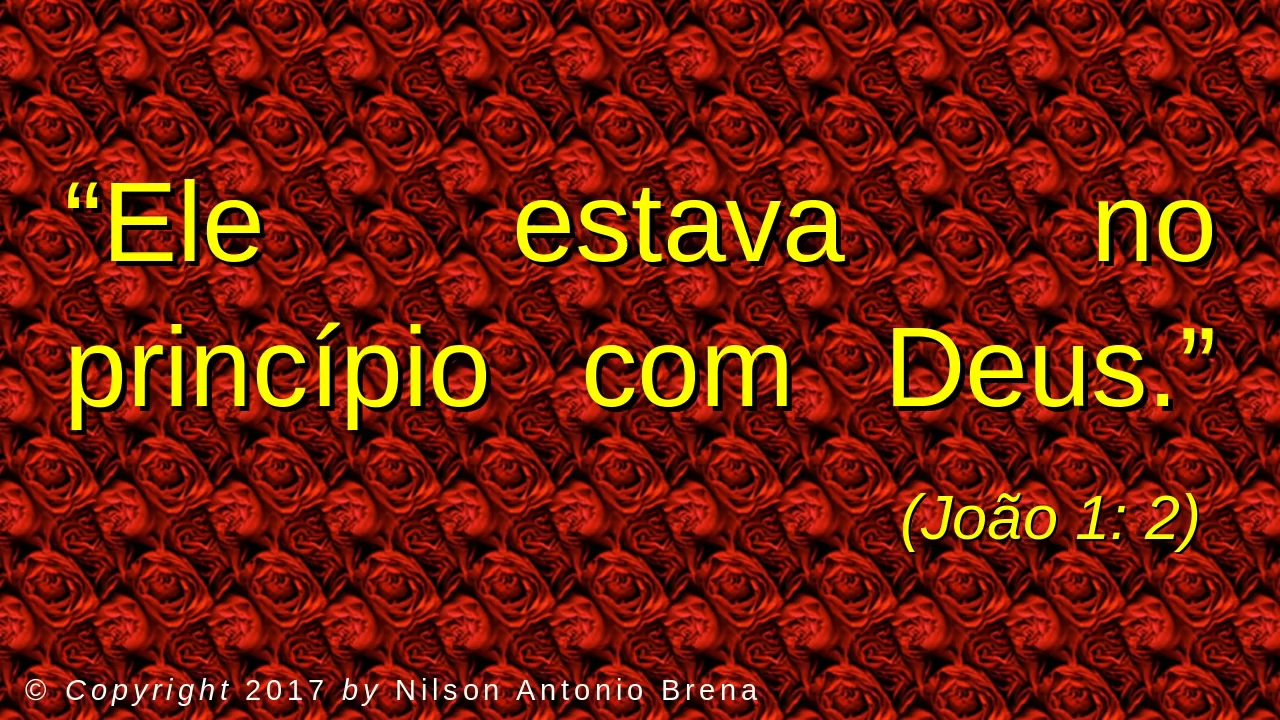 “Ele estava no
princípio com Deus.”
(João 1: 2)
© Copyright 2017 by Nilson Antonio Brena